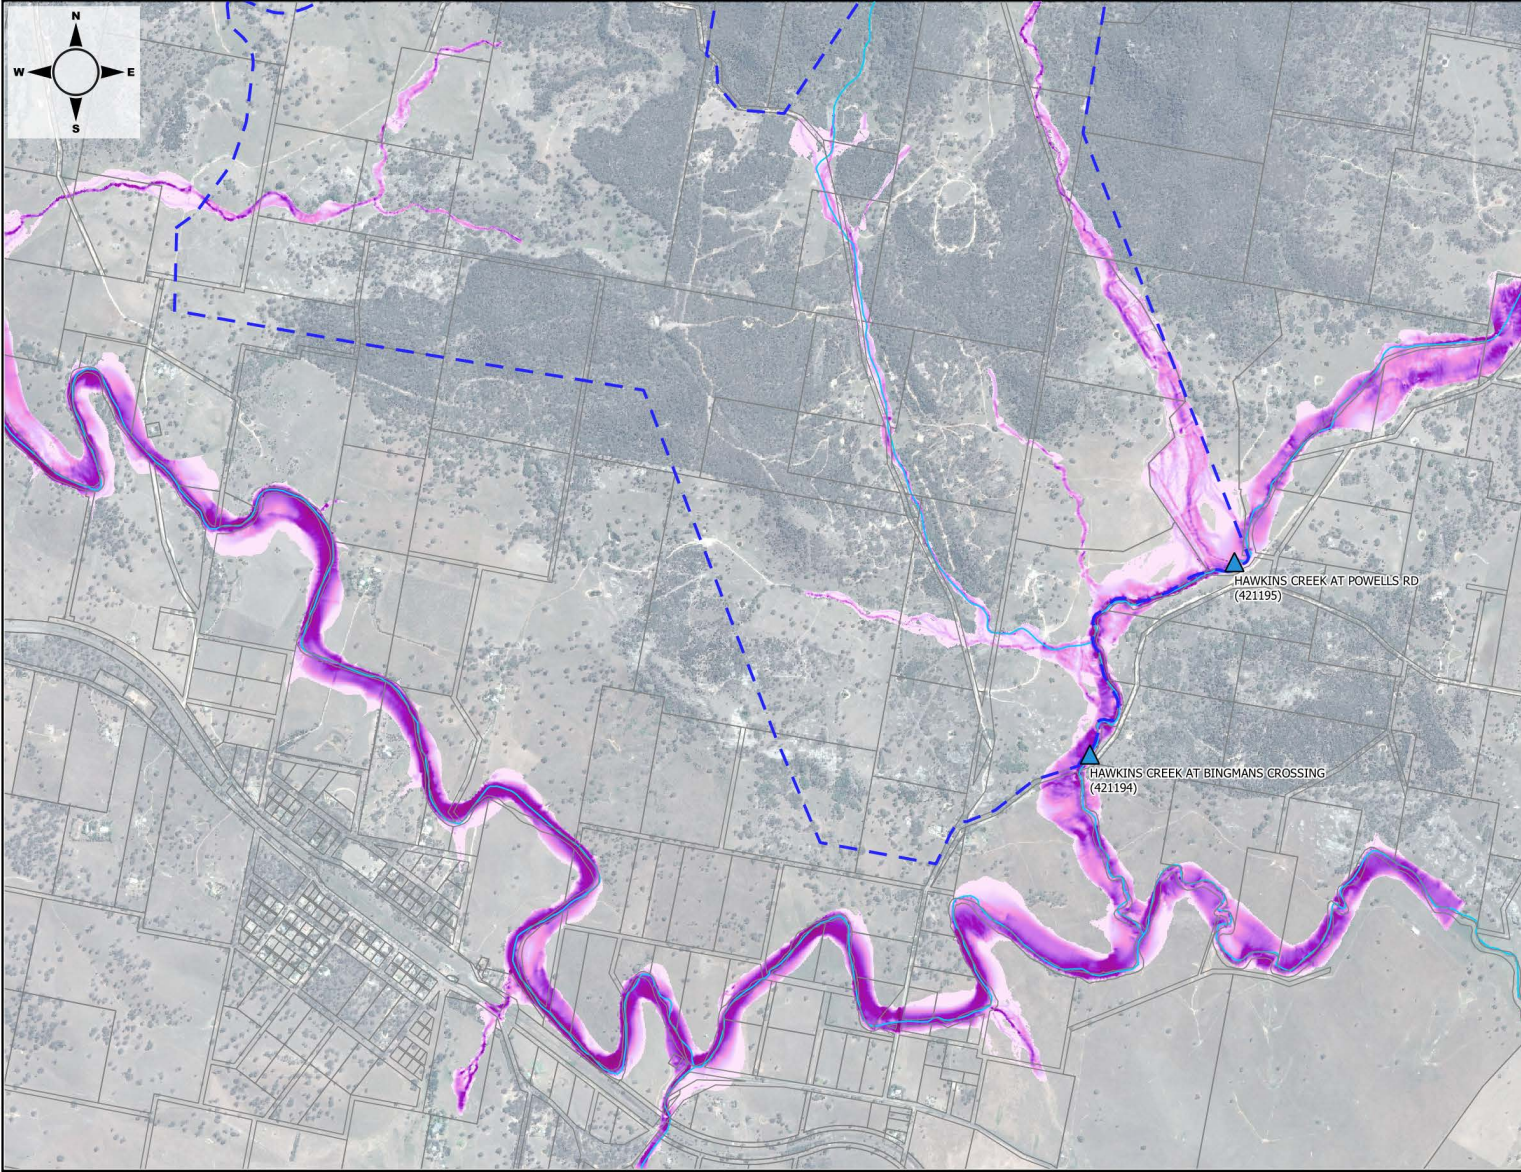 N
W E
S
HAWKINS CREEK AT POWELLS RD
(421195)
HAWKINS CREEK AT BINGMANS CROSSING
(421194)